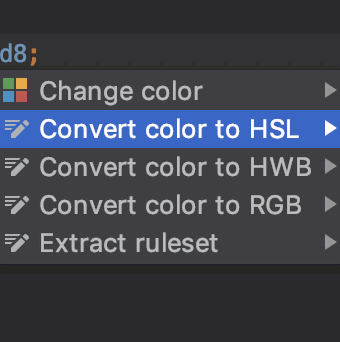 d8;
Change color
Convert color to HSL
Convert color to HWB
Convert color to RGB
Extract ruleset